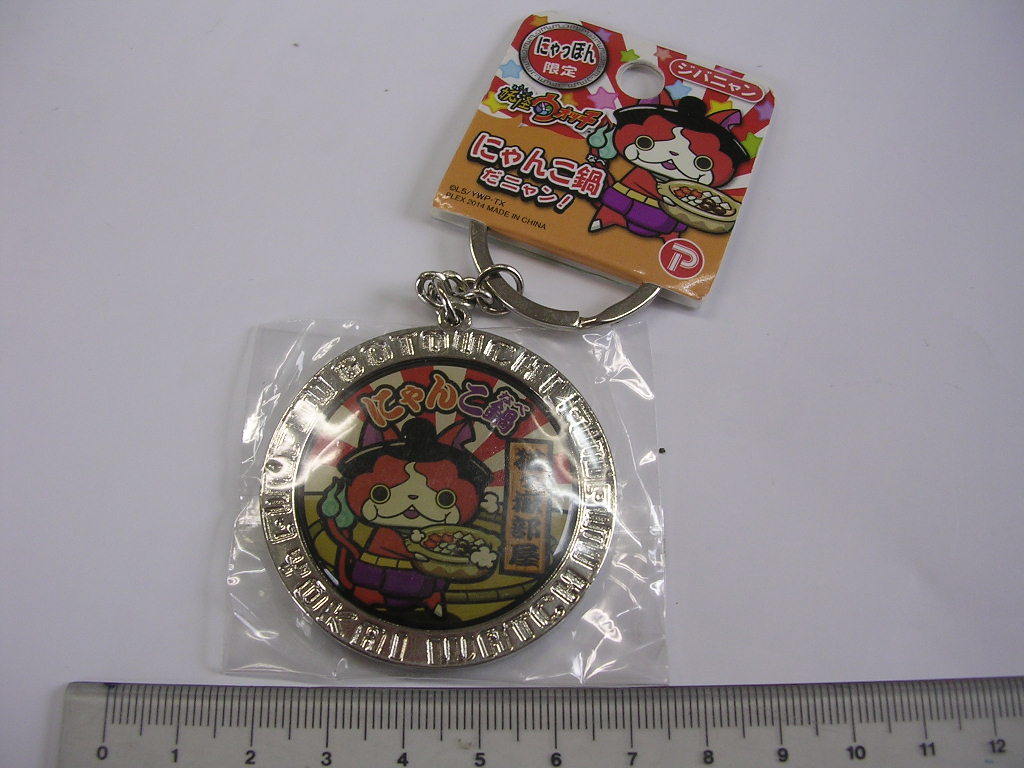 にゃっぽん
限定
ジバニャン
妖怪ウォッチ
にゃんこ鍋
だニャン!
©L5/YWP・TX
PLEX 2014 MADE IN CHINA
P
にゃんこ鍋
部屋
YOKAI WATCH
0 1 2 3 4 5 6 7 8 9 10 11 12